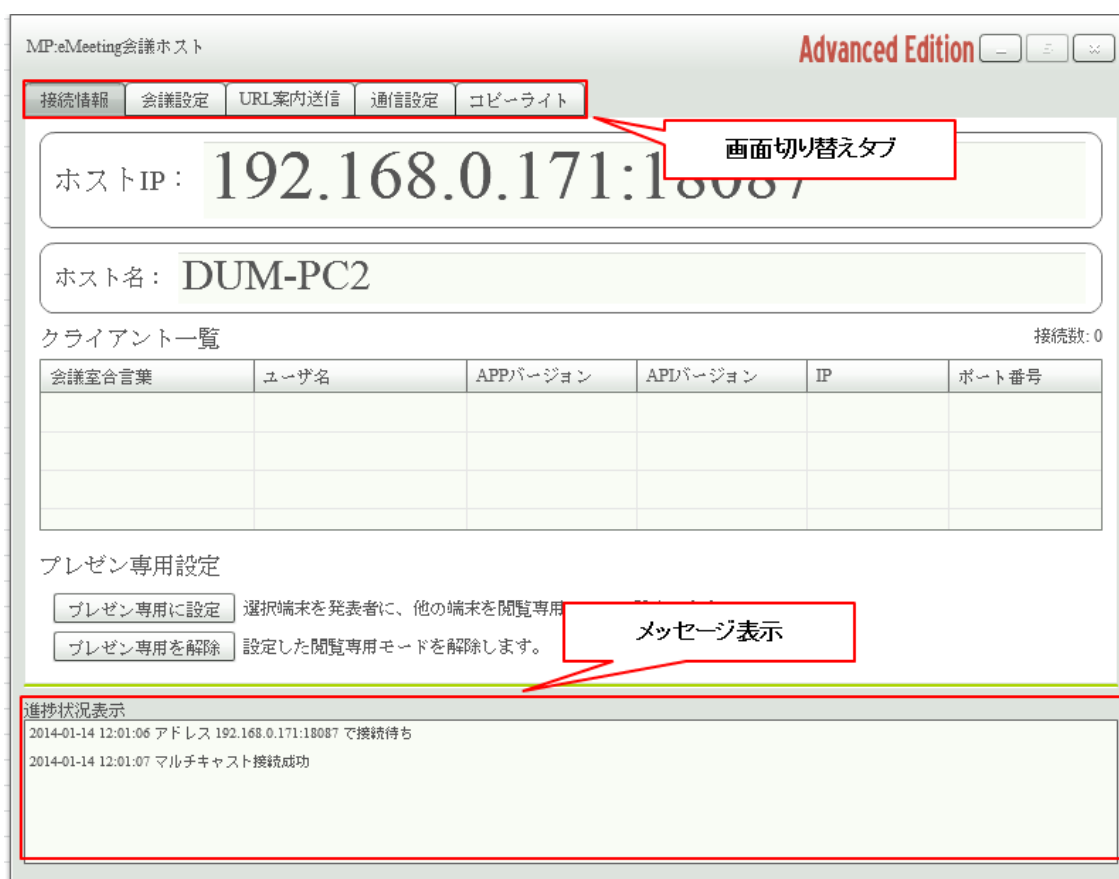 MP:eMeeting会議ホスト
Advanced Edition
接続情報 会議設定 URL案内送信 通信設定 コピーライト
画面切り替えタブ
ホストIP: 192.168.0.171:18087
ホスト名: DUM-PC2
クライアント一覧 接続数: 0
会議室合言葉 ユーザ名 APPバージョン APIバージョン IP ポート番号
プレゼン専用設定
プレゼン専用に設定 選択端末を発表者に、他の端末を閲覧専用
メッセージ表示
プレゼン専用を解除 設定した閲覧専用モードを解除します。
進捗状況表示
2014-01-14 12:01:06 アドレス 192.168.0.171:18087 で接続待ち
2014-01-14 12:01:07 マルチキャスト接続成功